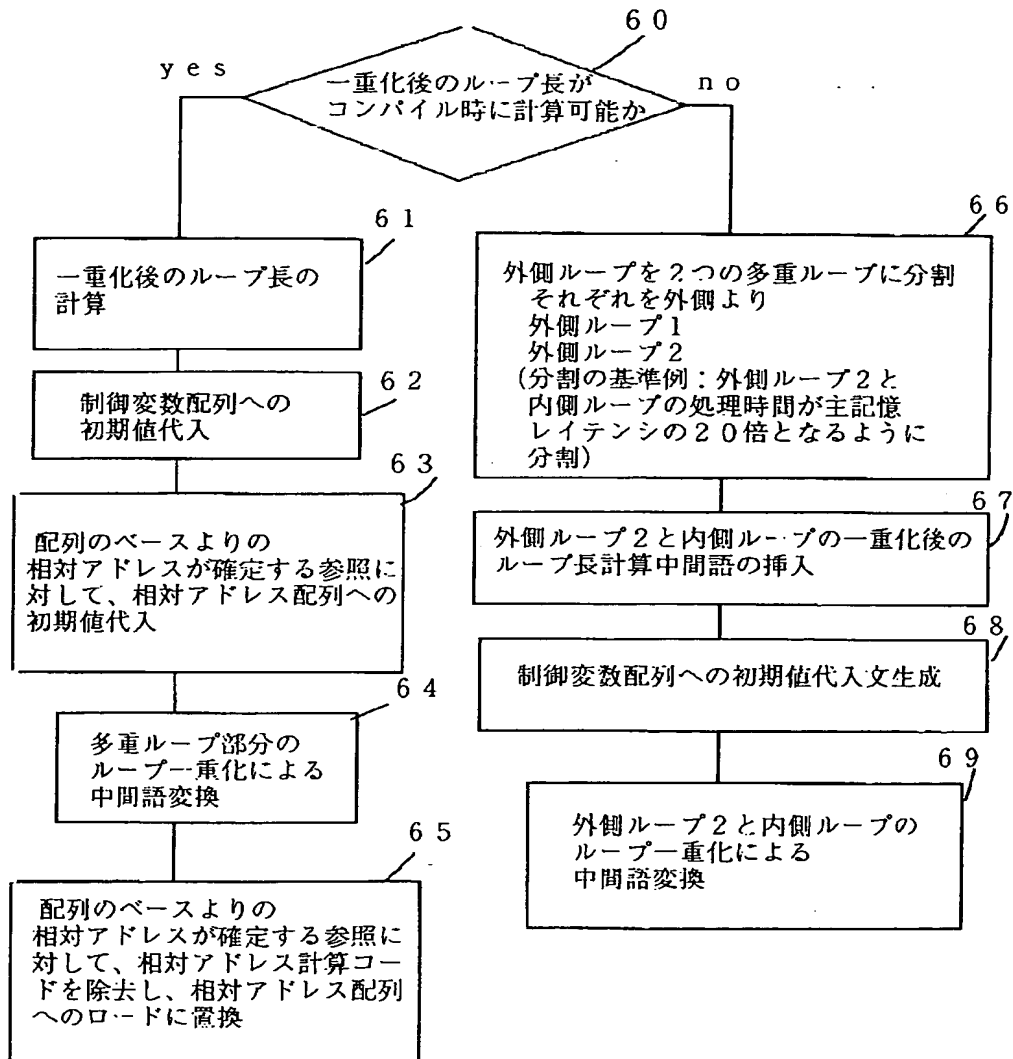 60
yes
一重化後のループ長が
コンパイル時に計算可能か
no
61
一重化後のループ長の
計算
62
制御変数配列への
初期値代入
63
配列のベースよりの
相対アドレスが確定する参照に
対して、相対アドレス配列への
初期値代入
64
多重ループ部分の
ループ一重化による
中間語変換
65
配列のベースよりの
相対アドレスが確定する参照に
対して、相対アドレス計算コー
ドを除去し、相対アドレス配列
へのロードに置換
66
外側ループを2つの多重ループに分割
それぞれを外側より
外側ループ1
外側ループ2
(分割の基準例：外側ループ2と
内側ループの処理時間が主記憶
レイテンシの20倍となるように
分割)
67
外側ループ2と内側ループの一重化後の
ループ長計算中間語の挿入
68
制御変数配列への初期値代入文生成
69
外側ループ2と内側ループの
ループ一重化による
中間語変換